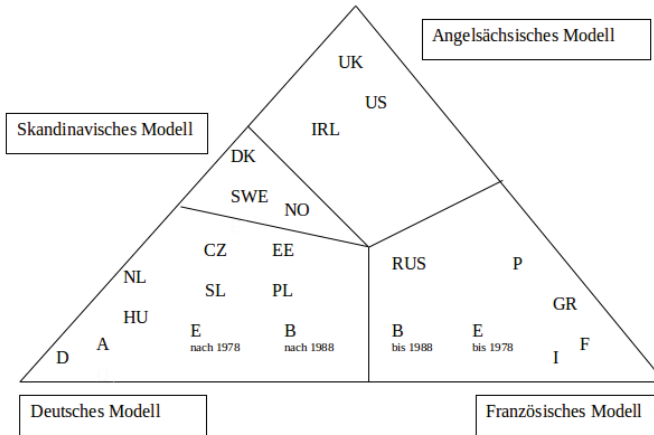 Angelsächsisches Modell
UK
US
IRL
Skandinavisches Modell
DK
SWE
NO
CZ EE
NL
SL PL
HU
E B
nach 1978 nach 1988
A
D
RUS P
GR
B E
bis 1988 bis 1978
F
I
Deutsches Modell
Französisches Modell